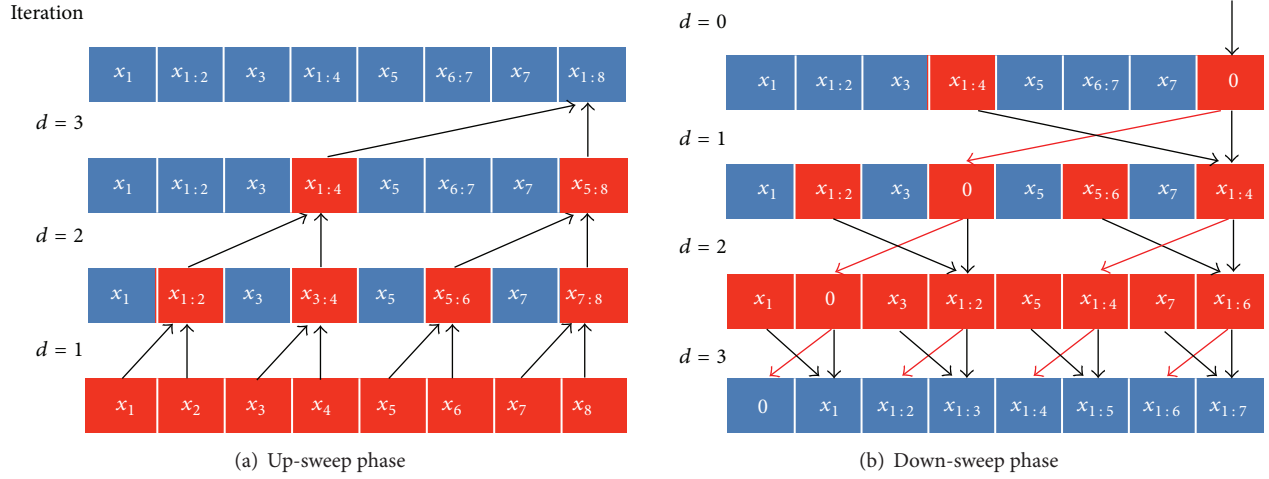 Iteration
x1 x1:2 x3 x1:4 x5 x6:7 x7 x1:8
d = 3
x1 x1:2 x3 x1:4 x5 x6:7 x7 x5:8
d = 2
x1 x1:2 x3 x3:4 x5 x5:6 x7 x7:8
d = 1
x1 x2 x3 x4 x5 x6 x7 x8
(a) Up-sweep phase
d = 0
x1 x1:2 x3 x1:4 x5 x6:7 x7 0
d = 1
x1 x1:2 x3 0 x5 x5:6 x7 x1:4
d = 2
x1 0 x3 x1:2 x5 x1:4 x7 x1:6
d = 3
0 x1 x1:2 x1:3 x1:4 x1:5 x1:6 x1:7
(b) Down-sweep phase